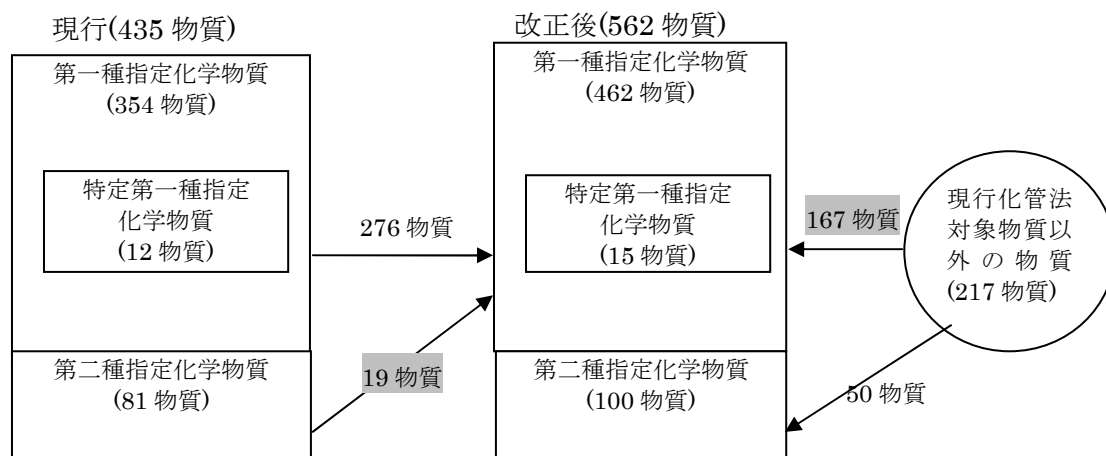 現行(435 物質)
第一種指定化学物質
(354 物質)
特定第一種指定
化学物質
(12 物質)
第二種指定化学物質
(81 物質)
276 物質
19 物質
改正後(562 物質)
第一種指定化学物質
(462 物質)
特定第一種指定
化学物質
(15 物質)
第二種指定化学物質
(100 物質)
167 物質
50 物質
現行化管法
対象物質以
外の物質
(217 物質)